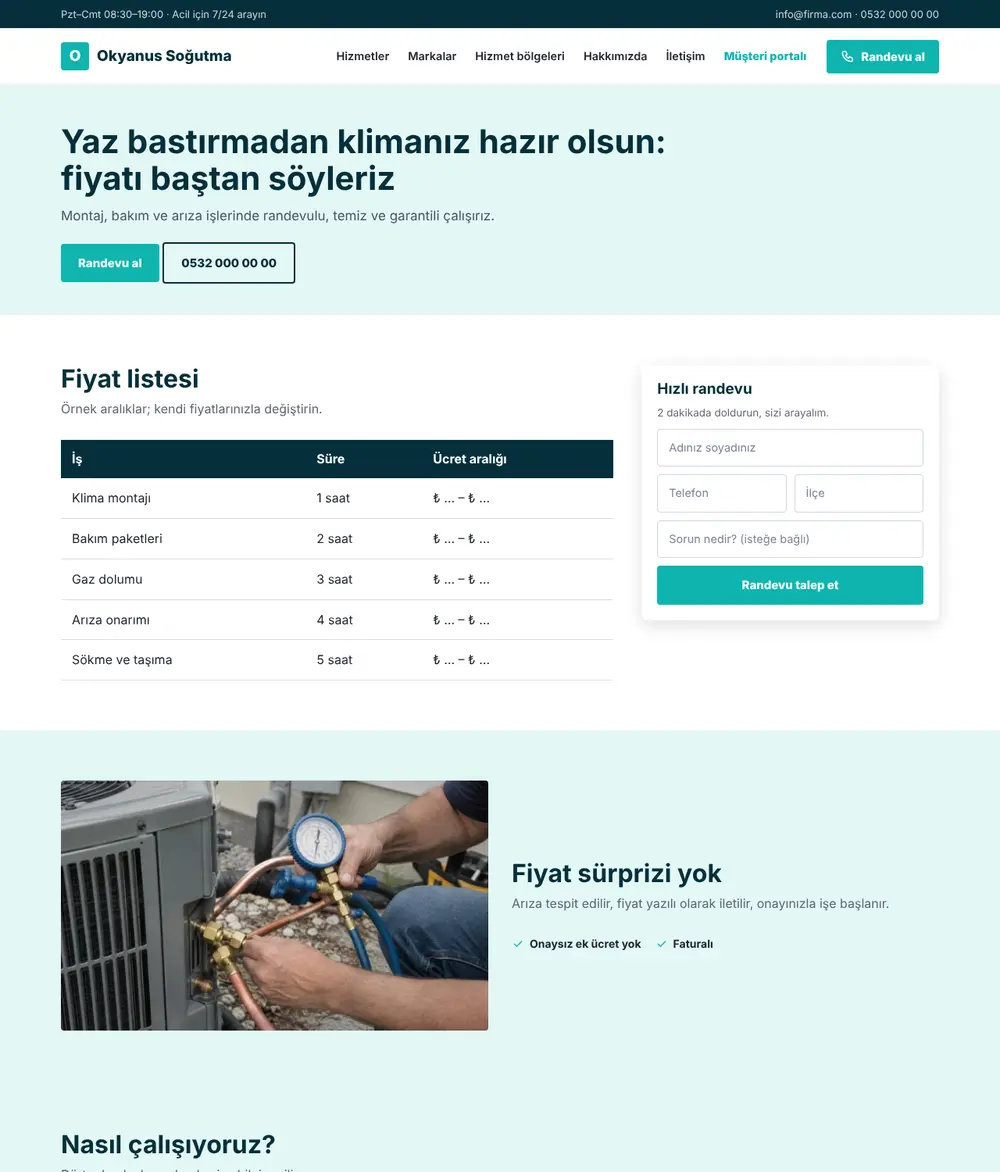 Pzt–Cmt 08:30–19:00 · Acil için 7/24 arayın
info@firma.com · 0532 000 00 00
O Okyanus Soğutma
Hizmetler Markalar Hizmet bölgeleri Hakkımızda İletişim Müşteri portalı Randevu al
Yaz bastırmadan klimanız hazır olsun:
fiyatı baştan söyleriz
Montaj, bakım ve arıza işlerinde randevulu, temiz ve garantili çalışırız.
Randevu al 0532 000 00 00
Fiyat listesi
Örnek aralıklar; kendi fiyatlarınızla değiştirin.
İş Süre Ücret aralığı
Klima montajı 1 saat ₺ … – ₺ …
Bakım paketleri 2 saat ₺ … – ₺ …
Gaz dolumu 3 saat ₺ … – ₺ …
Arıza onarımı 4 saat ₺ … – ₺ …
Sökme ve taşıma 5 saat ₺ … – ₺ …
Hızlı randevu
2 dakikada doldurun, sizi arayalım.
Adınız soyadınız
Telefon İlçe
Sorun nedir? (isteğe bağlı)
Randevu talep et
Fiyat sürprizi yok
Arıza tespit edilir, fiyat yazılı olarak iletilir, onayınızla işe başlanır.
Onaysız ek ücret yok Faturalı
Nasıl çalışıyoruz?